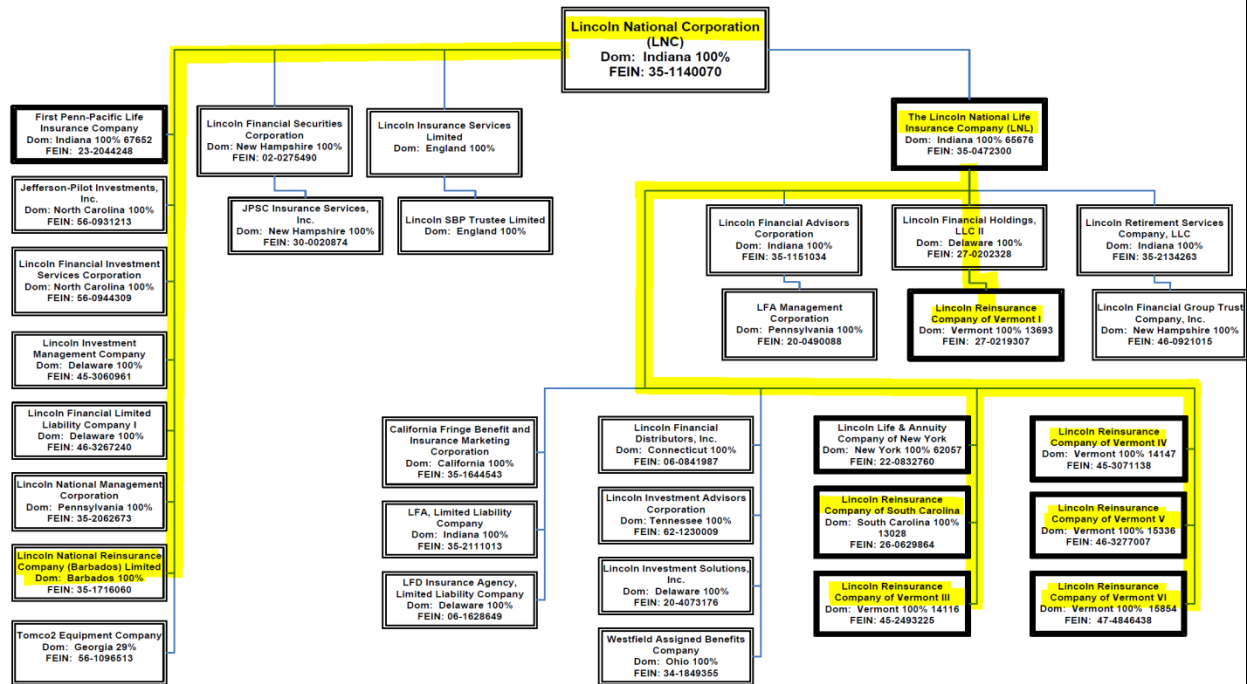 Lincoln National Corporation
(LNC)
Dom: Indiana 100%
FEIN: 35-1140070
First Penn-Pacific Life
Insurance Company
Dom: Indiana 100% 67652
FEIN: 23-2044248
Lincoln Financial Securities
Corporation
Dom: New Hampshire 100%
FEIN: 02-0275490
Lincoln Insurance Services
Limited
Dom: England 100%
The Lincoln National Life
Insurance Company (LNL)
Dom: Indiana 100% 65676
FEIN: 35-0472300
Jefferson-Pilot Investments,
Inc.
Dom: North Carolina 100%
FEIN: 56-0931213
JPSC Insurance Services,
Inc.
Dom: New Hampshire 100%
FEIN: 30-0020874
Lincoln SBP Trustee Limited
Dom: England 100%
Lincoln Financial Advisors
Corporation
Dom: Indiana 100%
FEIN: 35-1151034
Lincoln Financial Holdings,
LLC II
Dom: Delaware 100%
FEIN: 27-0202328
Lincoln Retirement Services
Company, LLC
Dom: Indiana 100%
FEIN: 35-2134263
Lincoln Financial Investment
Services Corporation
Dom: North Carolina 100%
FEIN: 56-0944309
LFA Management
Corporation
Dom: Pennsylvania 100%
FEIN: 20-0490088
Lincoln Reinsurance
Company of Vermont I
Dom: Vermont 100% 13693
FEIN: 27-0219307
Lincoln Financial Group Trust
Company, Inc.
Dom: New Hampshire 100%
FEIN: 46-0921015
Lincoln Investment
Management Company
Dom: Delaware 100%
FEIN: 45-3060961
Lincoln Financial Limited
Liability Company I
Dom: Delaware 100%
FEIN: 46-3267240
California Fringe Benefit and
Insurance Marketing
Corporation
Dom: California 100%
FEIN: 35-1644543
Lincoln Financial
Distributors, Inc.
Dom: Connecticut 100%
FEIN: 06-0841987
Lincoln Life & Annuity
Company of New York
Dom: New York 100% 62057
FEIN: 22-0832760
Lincoln Reinsurance
Company of Vermont IV
Dom: Vermont 100% 14147
FEIN: 45-3071138
Lincoln National Management
Corporation
Dom: Pennsylvania 100%
FEIN: 35-2062673
LFA, Limited Liability
Company
Dom: Indiana 100%
FEIN: 35-2111013
Lincoln Investment Advisors
Corporation
Dom: Tennessee 100%
FEIN: 62-1230009
Lincoln Reinsurance
Company of South Carolina
Dom: South Carolina 100%
13028
FEIN: 26-0629864
Lincoln Reinsurance
Company of Vermont V
Dom: Vermont 100% 15336
FEIN: 46-3277007
Lincoln National Reinsurance
Company (Barbados) Limited
Dom: Barbados 100%
FEIN: 35-1716060
LFD Insurance Agency,
Limited Liability Company
Dom: Delaware 100%
FEIN: 06-1628649
Lincoln Investment Solutions,
Inc.
Dom: Delaware 100%
FEIN: 20-4073176
Lincoln Reinsurance
Company of Vermont III
Dom: Vermont 100% 14116
FEIN: 45-2493225
Lincoln Reinsurance
Company of Vermont VI
Dom: Vermont 100% 15854
FEIN: 47-4846438
Tomco2 Equipment Company
Dom: Georgia 29%
FEIN: 56-1096513
Westfield Assigned Benefits
Company
Dom: Ohio 100%
FEIN: 34-1849355